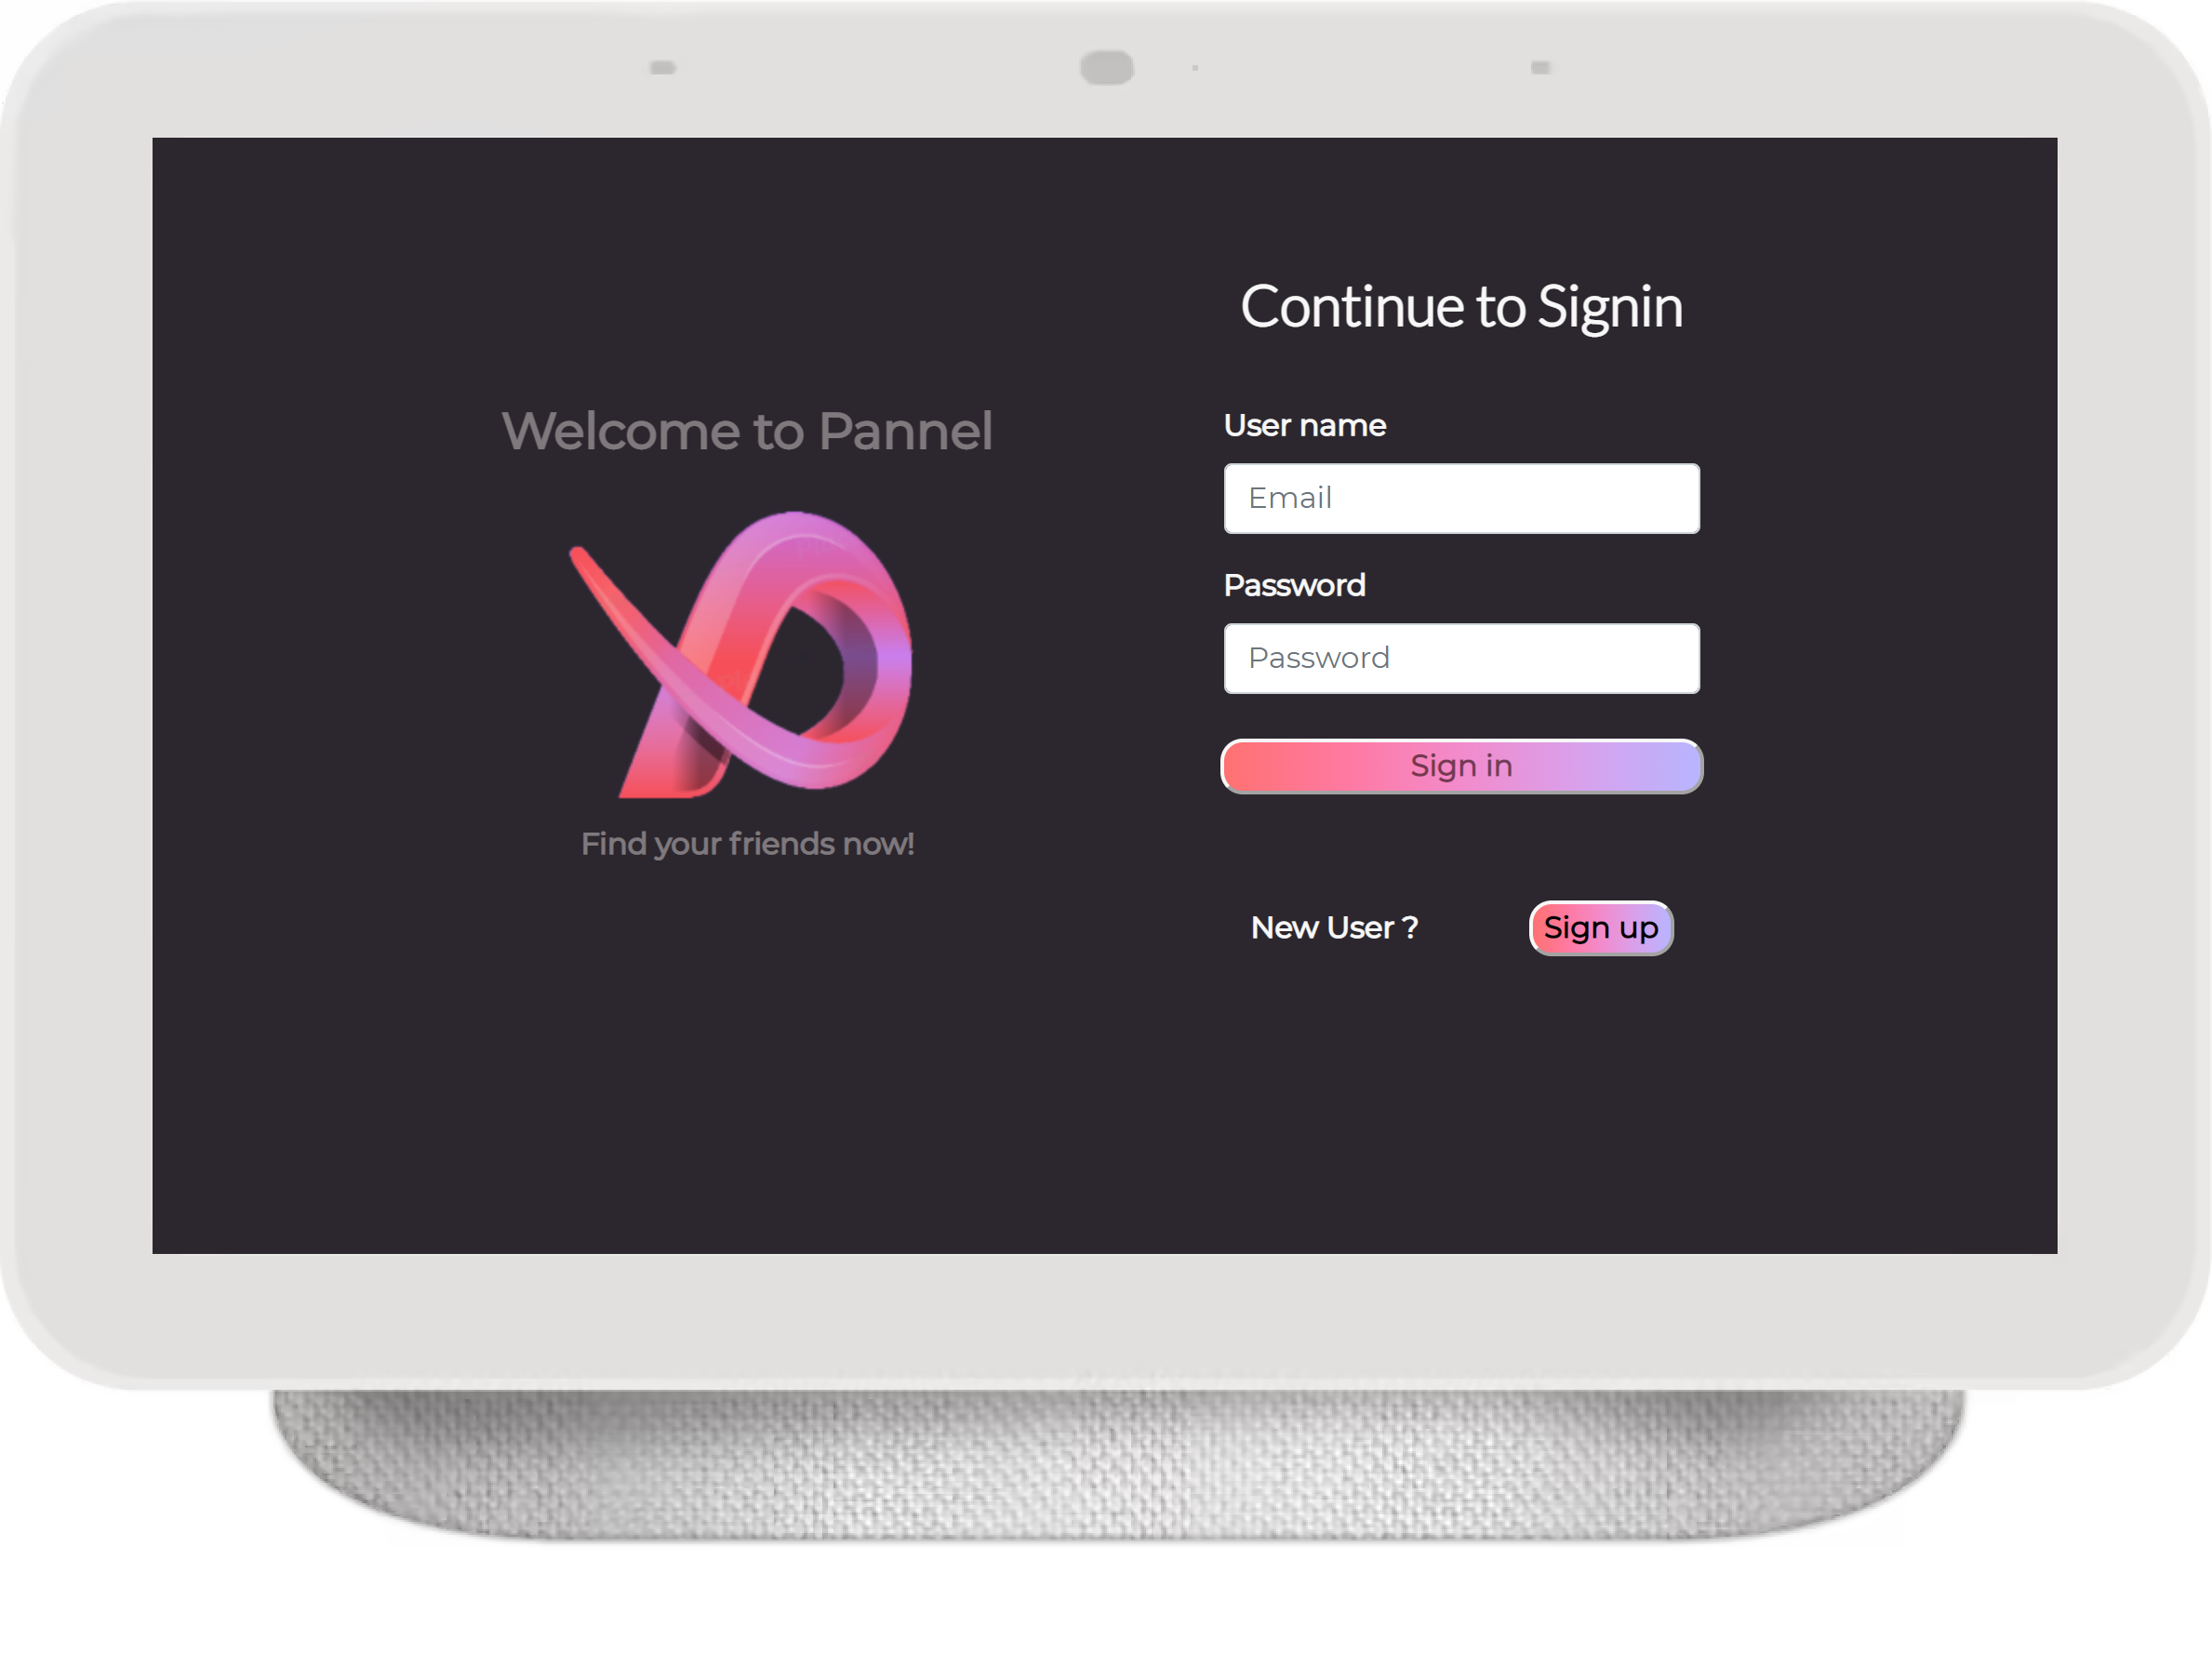 Welcome to Pannel
Find your friends now!
Continue to Signin
User name
Email
Password
Password
Sign in
New User ?
Sign up